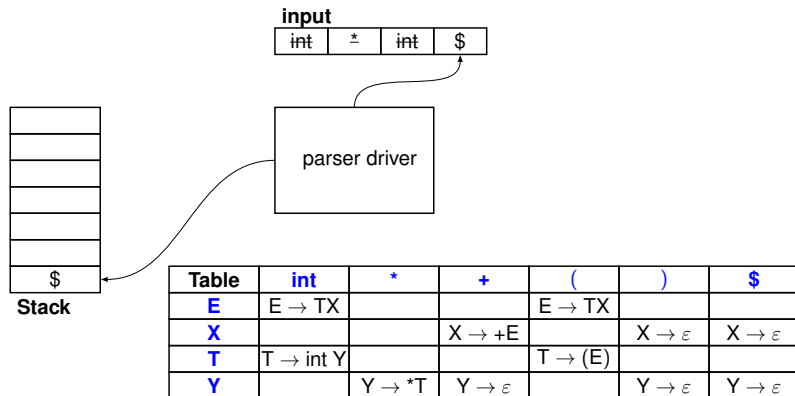 input
int * int $
parser driver
$
Stack
Table int * + ( ) $
E E → TX E → TX
X X → +E X → ε X → ε
T T → int Y T → (E)
Y Y → *T Y → ε Y → ε Y → ε